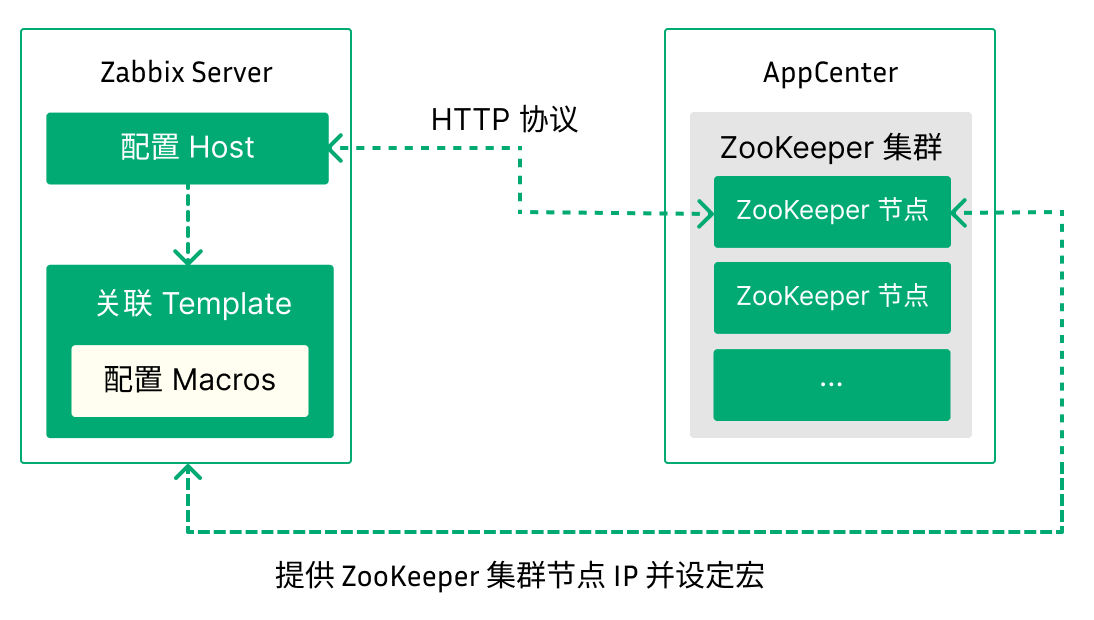 Zabbix Server
配置 Host
关联 Template
配置 Macros
HTTP 协议
AppCenter
ZooKeeper 集群
ZooKeeper 节点
ZooKeeper 节点
...
提供 ZooKeeper 集群节点 IP 并设定宏